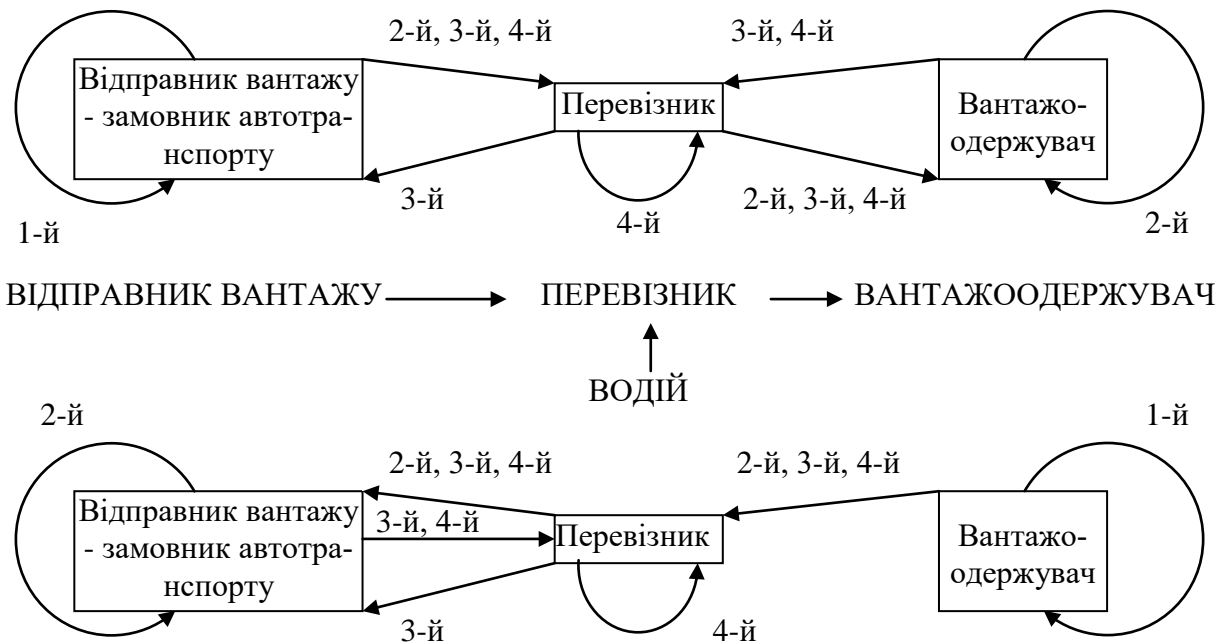 2-й, 3-й, 4-й
3-й, 4-й
Відправник вантажу
- замовник автотра-
нспорту
Перевізник
Вантажо-
одержувач
3-й
2-й, 3-й, 4-й
1-й
4-й
2-й
ВІДПРАВНИК ВАНТАЖУ
ПЕРЕВІЗНИК
ВАНТАЖООДЕРЖУВАЧ
ВОДІЙ
2-й
1-й
2-й, 3-й, 4-й
2-й, 3-й, 4-й
Відправник вантажу
- замовник автотра-
нспорту
3-й, 4-й
Перевізник
Вантажо-
одержувач
3-й
4-й